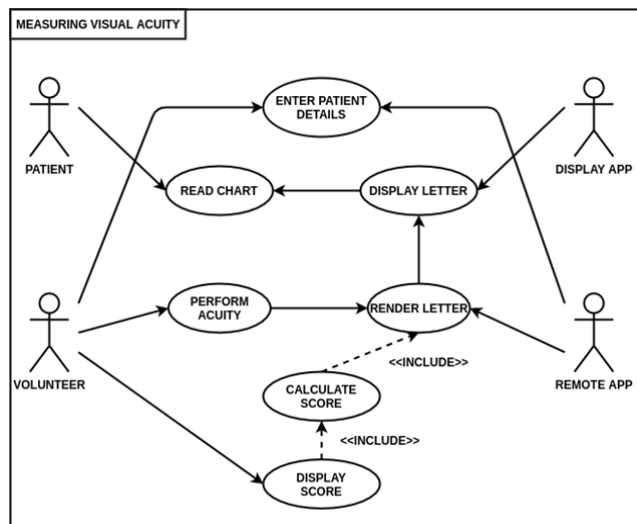 MEASURING VISUAL ACUITY
ENTER PATIENT
DETAILS
PATIENT
DISPLAY APP
READ CHART
DISPLAY LETTER
PERFORM
ACUITY
RENDER LETTER
VOLUNTEER
REMOTE APP
<<INCLUDE>>
CALCULATE
SCORE
<<INCLUDE>>
DISPLAY
SCORE